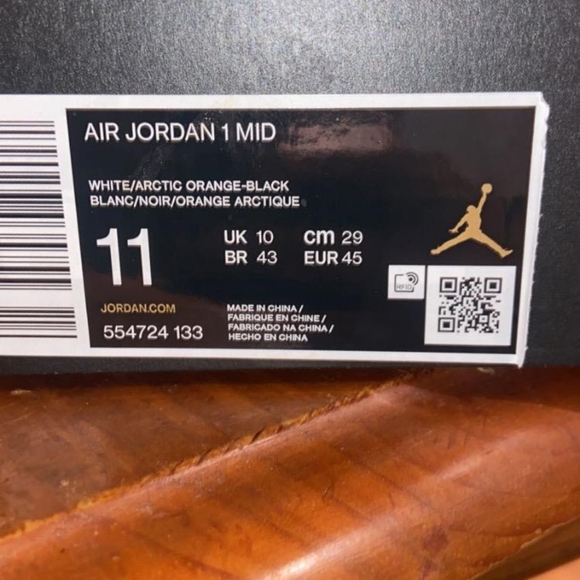 AIR JORDAN 1 MID
WHITE/ARCTIC ORANGE-BLACK
BLANC/NOIR/ORANGE ARCTIQUE
11
UK 10 cm 29
BR 43 EUR 45
RFID
JORDAN.COM
554724 133
MADE IN CHINA /
FABRIQUE EN CHINE /
FABRICADO NA CHINA /
HECHO EN CHINA